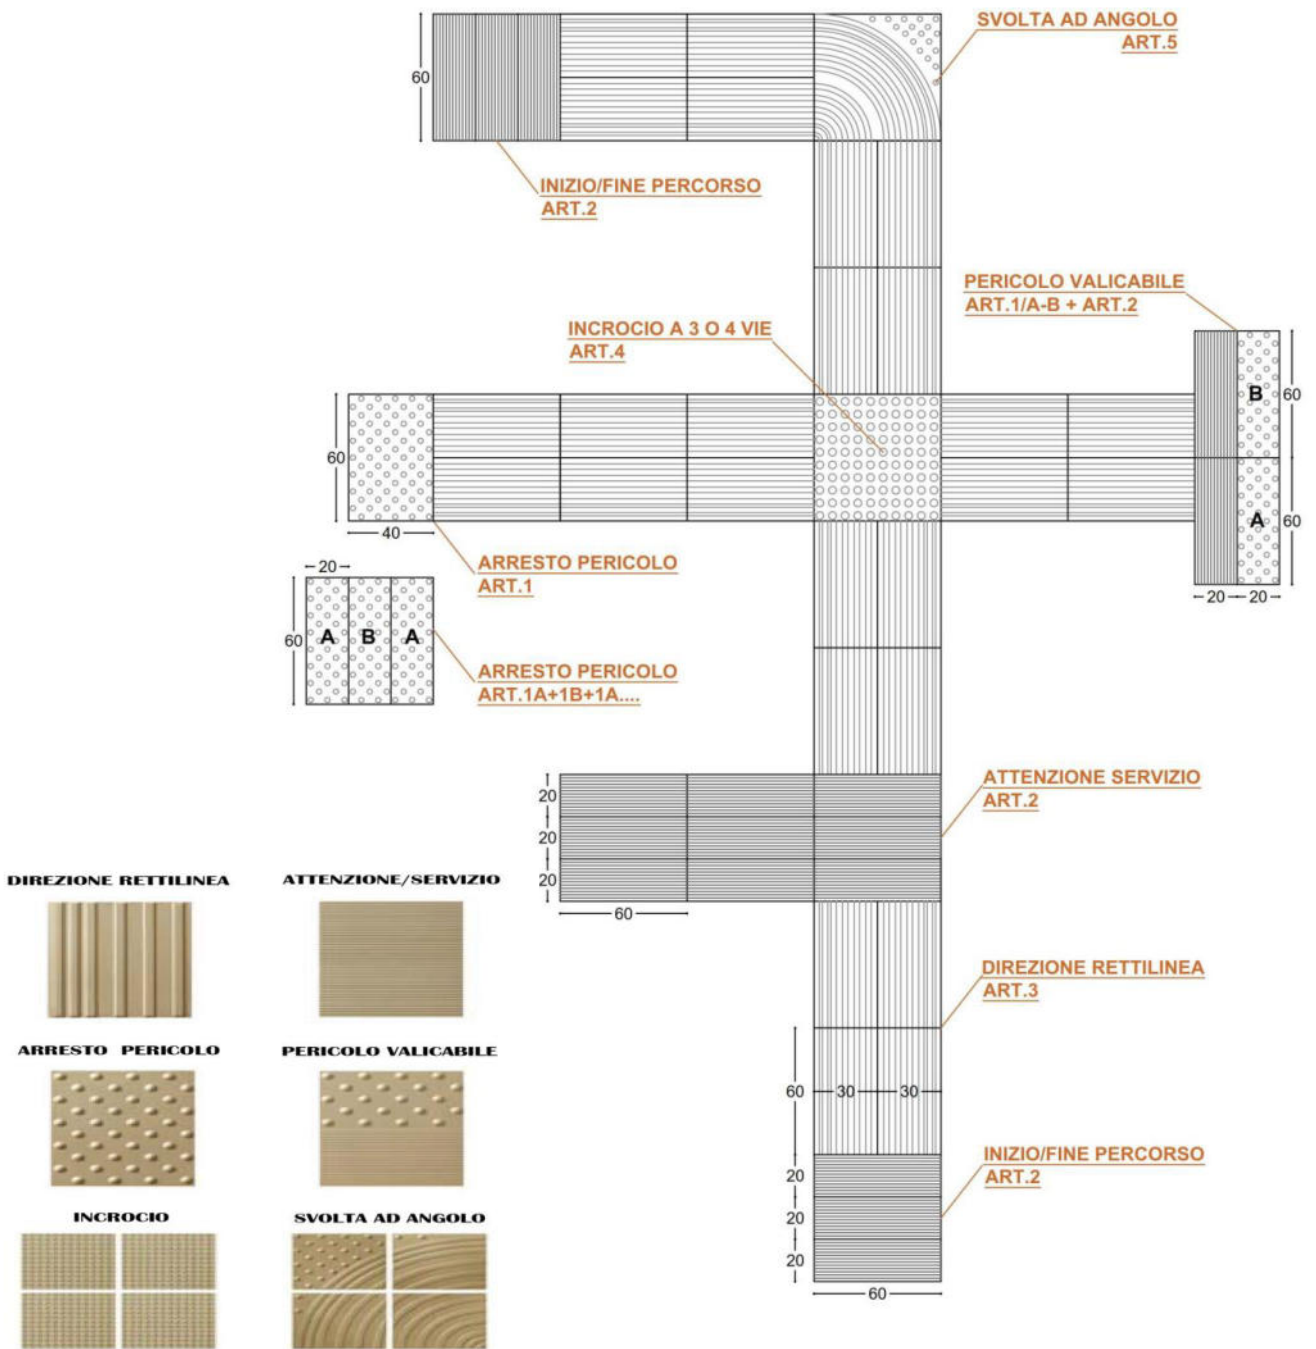 SVOLTA AD ANGOLO
ART.5
60
INIZIO/FINE PERCORSO
ART.2
PERICOLO VALICABILE
ART.1/A-B + ART.2
INCROCIO A 3 O 4 VIE
ART.4
B
60
60
A
60
20
20
40
ARRESTO PERICOLO
ART.1
20
60
A
B
A
ARRESTO PERICOLO
ART.1A+1B+1A....
20
20
20
60
ATTENZIONE SERVIZIO
ART.2
DIREZIONE RETTILINEA
ATTENZIONE/SERVIZIO
DIREZIONE RETTILINEA
ART.3
ARRESTO PERICOLO
PERICOLO VALICABILE
60
30
30
INIZIO/FINE PERCORSO
ART.2
20
20
20
60
INCROCIO
SVOLTA AD ANGOLO